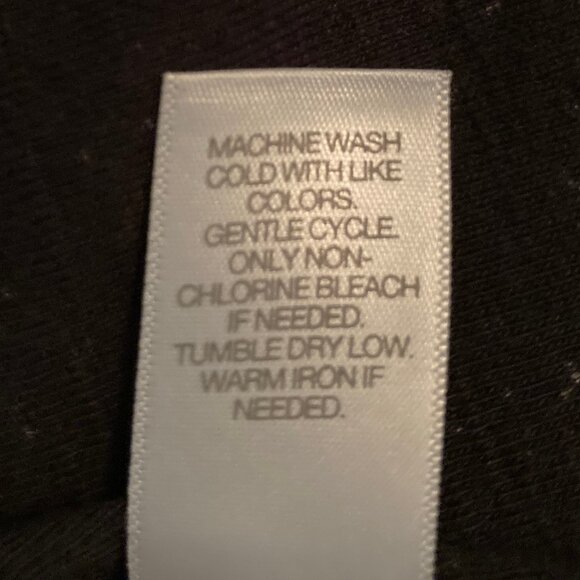 MACHINE WASH
COLD WITH LIKE
COLORS.
GENTLE CYCLE.
ONLY NON-
CHLORINE BLEACH
IF NEEDED.
TUMBLE DRY LOW.
WARM IRON IF
NEEDED.